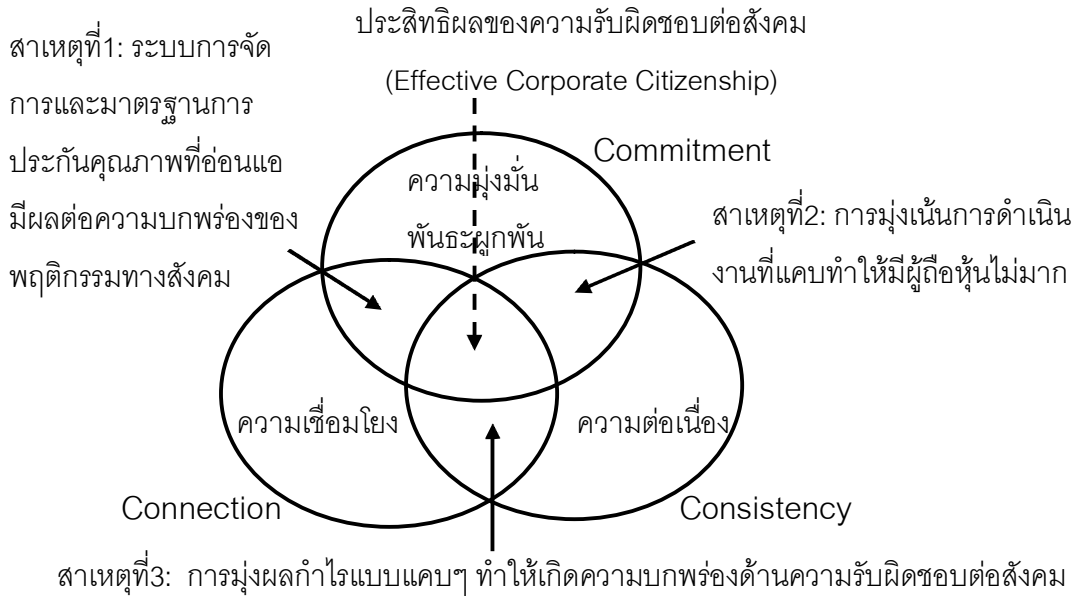 ประสิทธิผลของความรับผิดชอบต่อสังคม
(Effective Corporate Citizenship)
สาเหตุที่1: ระบบการจัด
การและมาตรฐานการ
ประกันคุณภาพที่อ่อนแอ
มีผลต่อความบกพร่องของ
พฤติกรรมทางสังคม
Commitment
ความมุ่งมั่น
พันธะผูกพัน
สาเหตุที่2: การมุ่งเน้นการดำเนิน
งานที่แคบทำให้มีผู้ถือหุ้นไม่มาก
ความเชื่อมโยง
ความต่อเนื่อง
Connection
Consistency
สาเหตุที่3: การมุ่งผลกำไรแบบแคบๆ ทำให้เกิดความบกพร่องด้านความรับผิดชอบต่อสังคม